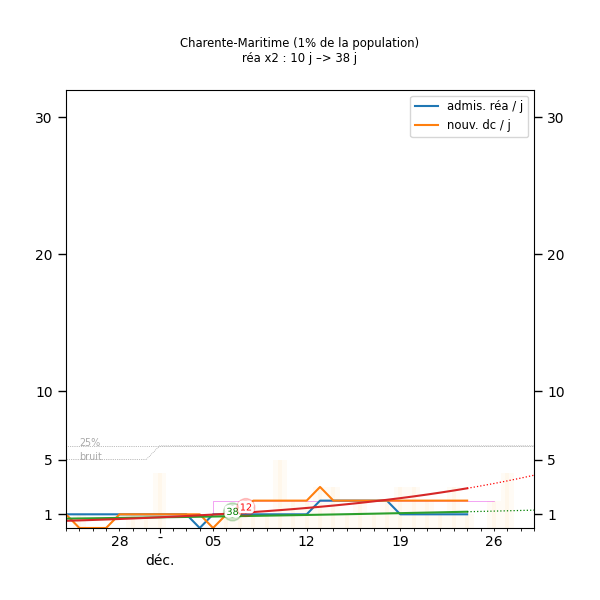 Charente-Maritime (1% de la population)
réa x2 : 10 j –> 38 j
admis. réa / j
nouv. dc / j
30 30
20 20
10 10
25%
bruit
5 5
38 12
1 1
28 - 05 12 19 26
déc.